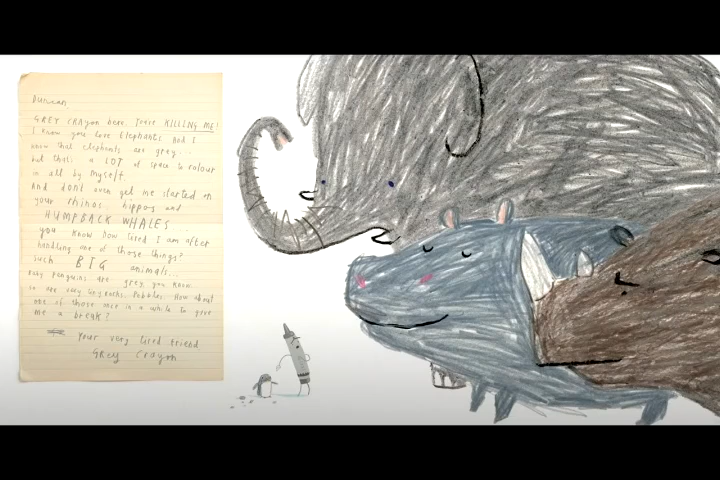 Duncan,
GREY CRAYON here. You're KILLING ME!
I know you love Elephants. And I
know that elephants are grey...
but that's a LOT of space to colour
in all by myself.
And don't even get me started on
your rhinos, hippos and
HUMPBACK WHALES...
you know how tired I am after
handling one of those things?
Such BIG animals...
Baby penguins are grey, you know.
So are very tiny rocks. Pebbles. How about
one of those once in a while to give
me a break?
Your very tired friend
Grey Crayon